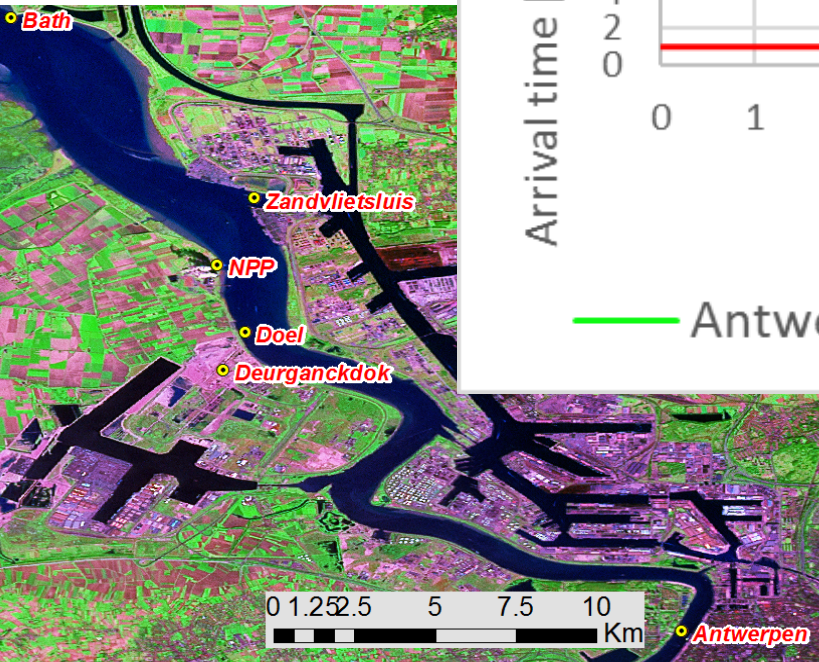 Bath
Arrival time
2
0
0 1
Zandvlietsluis
NPP
Doel
Deurganckdok
0 1.25 2.5 5 7.5 10
Km
Antwerpen